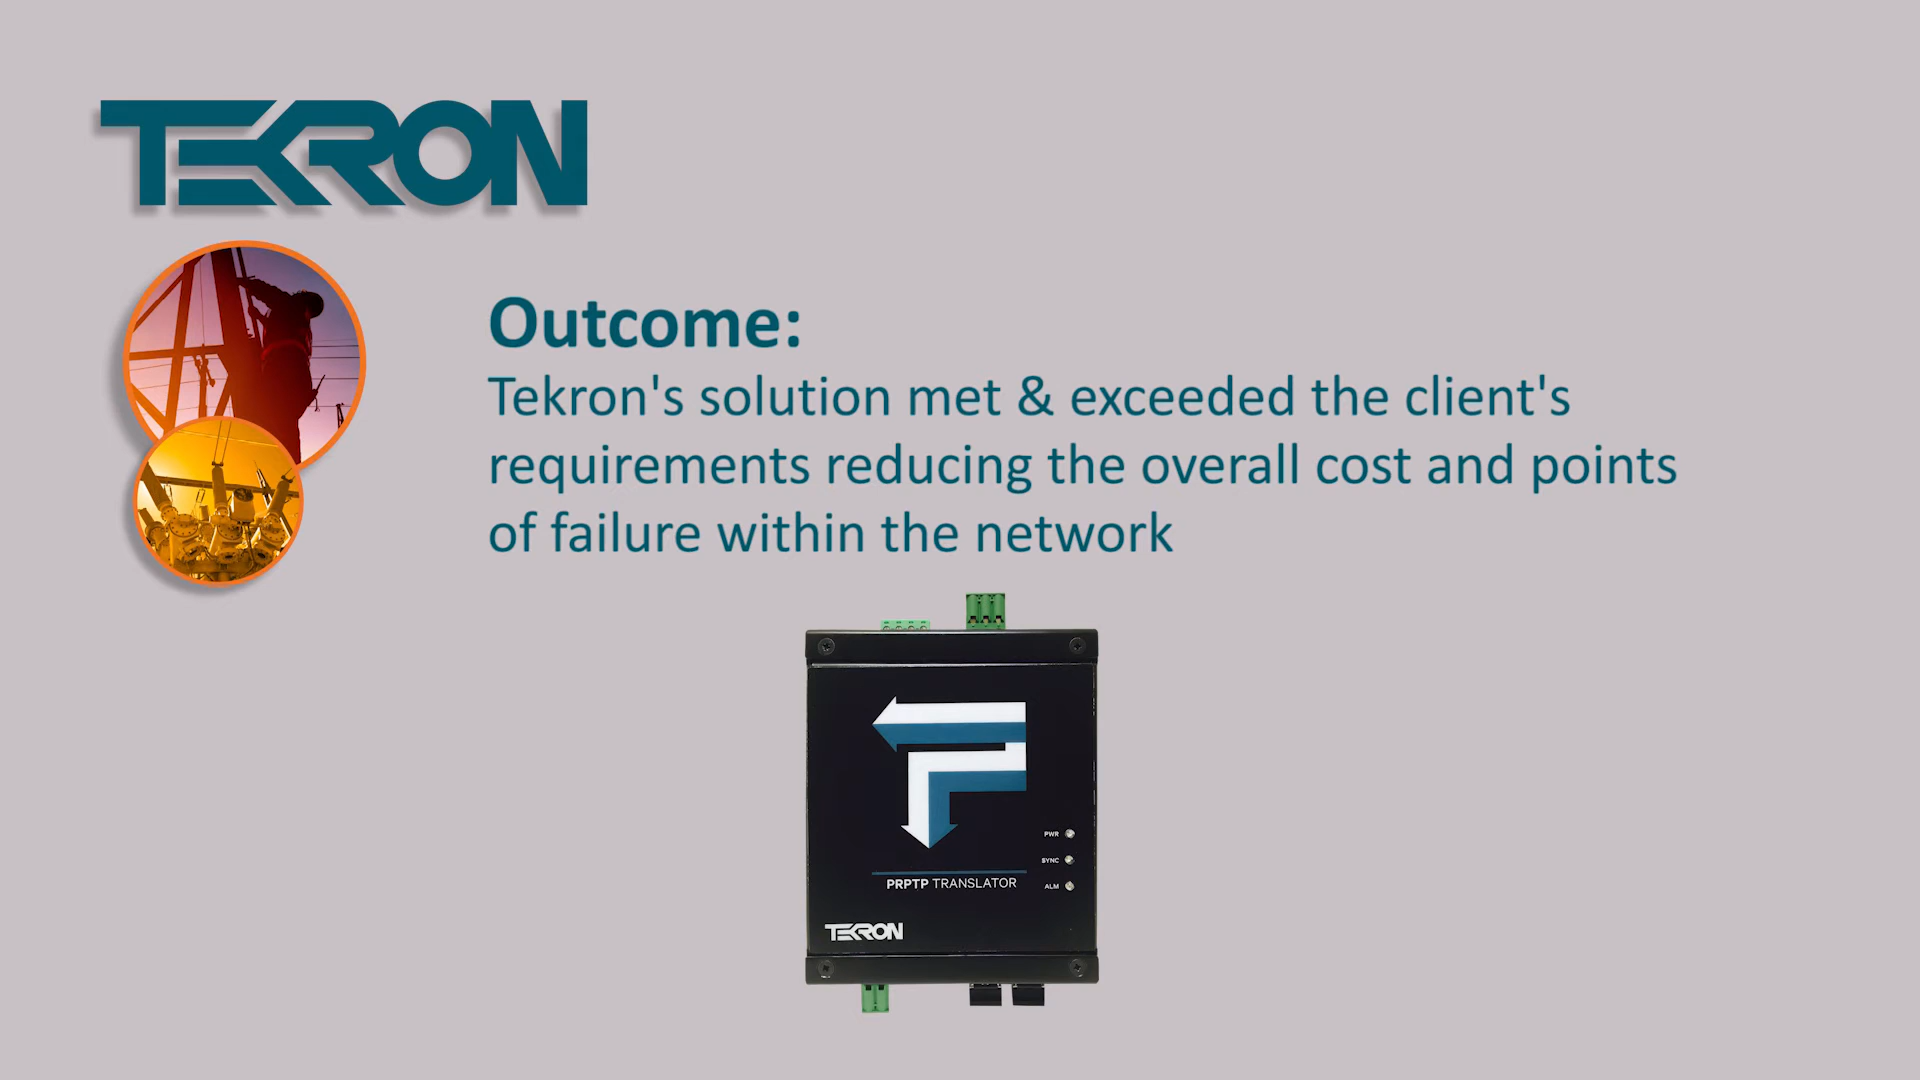 TEKRON
Outcome:
Tekron's solution met & exceeded the client's
requirements reducing the overall cost and points
of failure within the network
PWR
SYNC
ALM
PRPTP TRANSLATOR
TEKRON